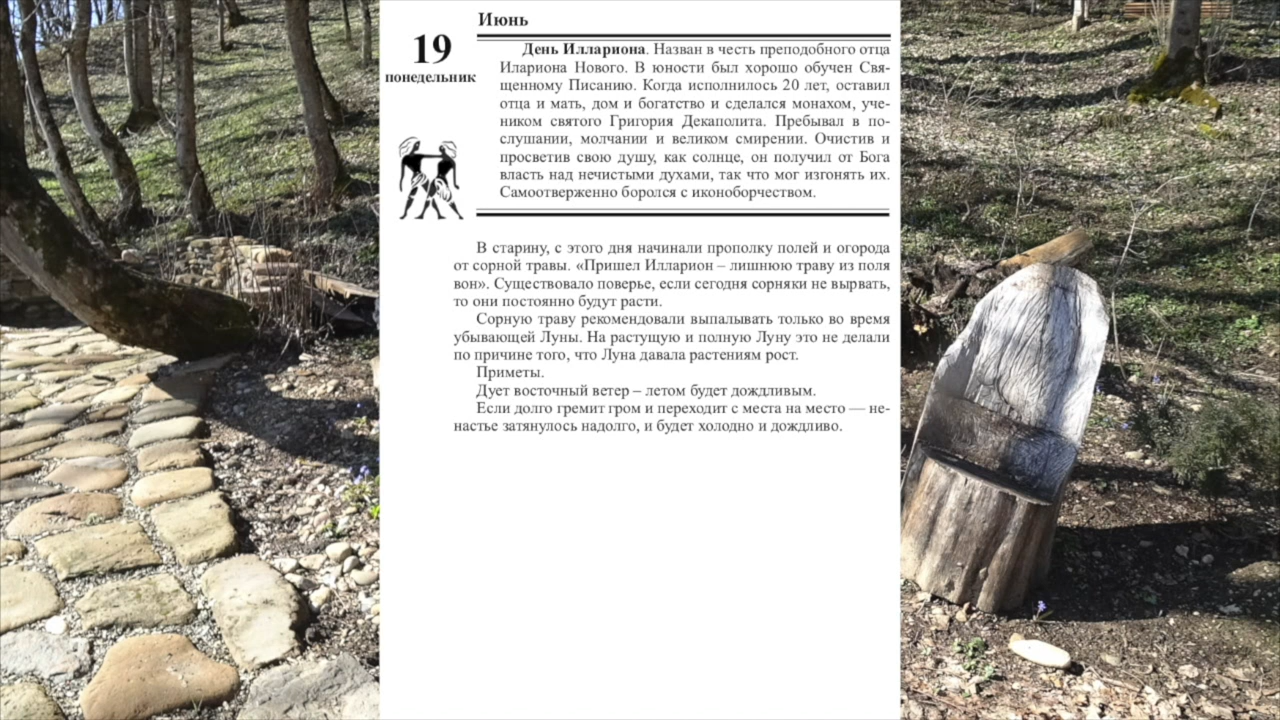 Июнь
19
понедельник
День Иллариона. Назван в честь преподобного отца
Илариона Нового. В юности был хорошо обучен Свя-
щенному Писанию. Когда исполнилось 20 лет, оставил
отца и мать, дом и богатство и сделался монахом, уче-
ником святого Григория Декаполита. Пребывал в по-
слушании, молчании и великом смирении. Очистив и
просветив свою душу, как солнце, он получил от Бога
власть над нечистыми духами, так что мог изгонять их.
Самоотверженно боролся с иконоборчеством.
В старину, с этого дня начинали прополку полей и огорода
от сорной травы. «Пришел Илларион – лишнюю траву из поля
вон». Существовало поверье, если сегодня сорняки не вырвать,
то они постоянно будут расти.
Сорную траву рекомендовали выпалывать только во время
убывающей Луны. На растущую и полную Луну это не делали
по причине того, что Луна давала растениям рост.
Приметы.
Дует восточный ветер – летом будет дождливым.
Если долго гремит гром и переходит с места на место — не-
настье затянулось надолго, и будет холодно и дождливо.